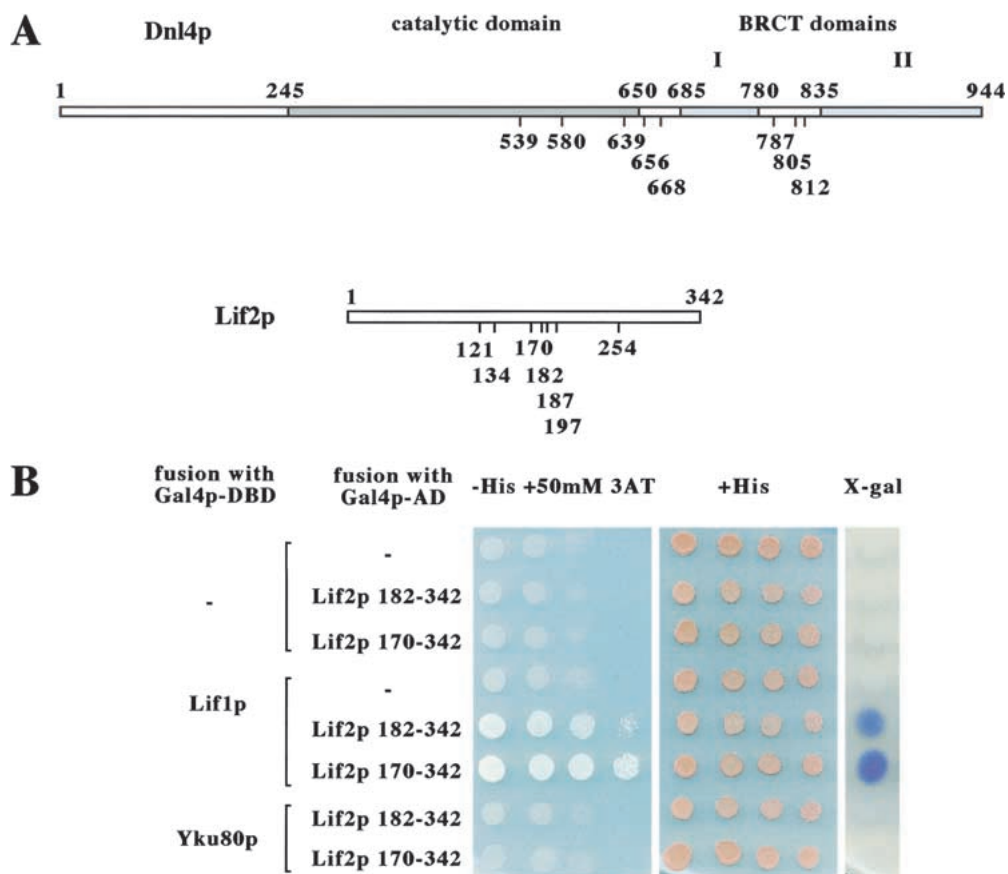 A
Dnl4p
catalytic domain
BRCT domains
I II
1 245 650 685 780 835 944
539 580 639 787
656 805
668 812
Lif2p
1 342
121 170 254
134 182
187
197
B
fusion with
Gal4p-DBD
fusion with
Gal4p-AD
-His +50mM 3AT
+His
X-gal
-
-
Lif2p 182-342
Lif2p 170-342
Lif1p
-
Lif2p 182-342
Lif2p 170-342
Yku80p
Lif2p 182-342
Lif2p 170-342